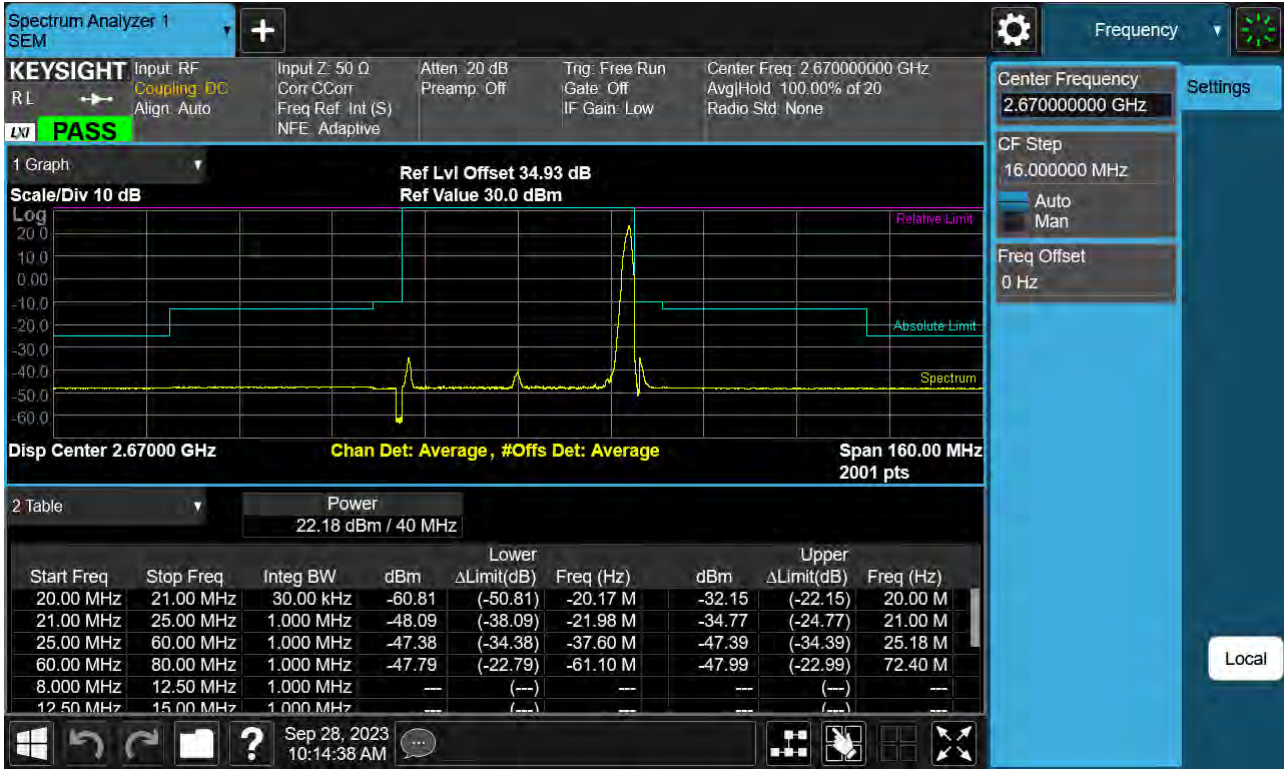 Spectrum Analyzer 1
SEM
Frequency
KEYSIGHT
Input: RF
Coupling: DC
Align: Auto
Input Z: 50 Ω
Corr CCorr
Freq Ref: Int (S)
NFE: Adaptive
Atten: 20 dB
Preamp: Off
Trig: Free Run
Gate: Off
IF Gain: Low
Center Freq: 2.670000000 GHz
Avg|Hold: 100.00% of 20
Radio Std: None
R L
LXI
PASS
Center Frequency
2.670000000 GHz
Settings
CF Step
16.000000 MHz
Auto
Man
Freq Offset
0 Hz
Local
1 Graph
Scale/Div 10 dB
Ref Lvl Offset 34.93 dB
Ref Value 30.0 dBm
Log
20.0
10.0
0.00
-10.0
-20.0
-30.0
-40.0
-50.0
-60.0
Relative Limit
Absolute Limit
Spectrum
Disp Center 2.67000 GHz
Chan Det: Average, #Offs Det: Average
Span 160.00 MHz
2001 pts
2 Table
Power
22.18 dBm / 40 MHz
Lower Upper
Start Freq Stop Freq Integ BW dBm ΔLimit(dB) Freq (Hz) dBm ΔLimit(dB) Freq (Hz)
20.00 MHz 21.00 MHz 30.00 kHz -60.81 (-50.81) -20.17 M -32.15 (-22.15) 20.00 M
21.00 MHz 25.00 MHz 1.000 MHz -48.09 (-38.09) -21.98 M -34.77 (-24.77) 21.00 M
25.00 MHz 60.00 MHz 1.000 MHz -47.38 (-34.38) -37.60 M -47.39 (-34.39) 25.18 M
60.00 MHz 80.00 MHz 1.000 MHz -47.79 (-22.79) -61.10 M -47.99 (-22.99) 72.40 M
8.000 MHz 12.50 MHz 1.000 MHz --- (---) --- --- (---) ---
12.50 MHz 15.00 MHz 1.000 MHz --- (---) --- --- (---) ---
Sep 28, 2023
10:14:38 AM